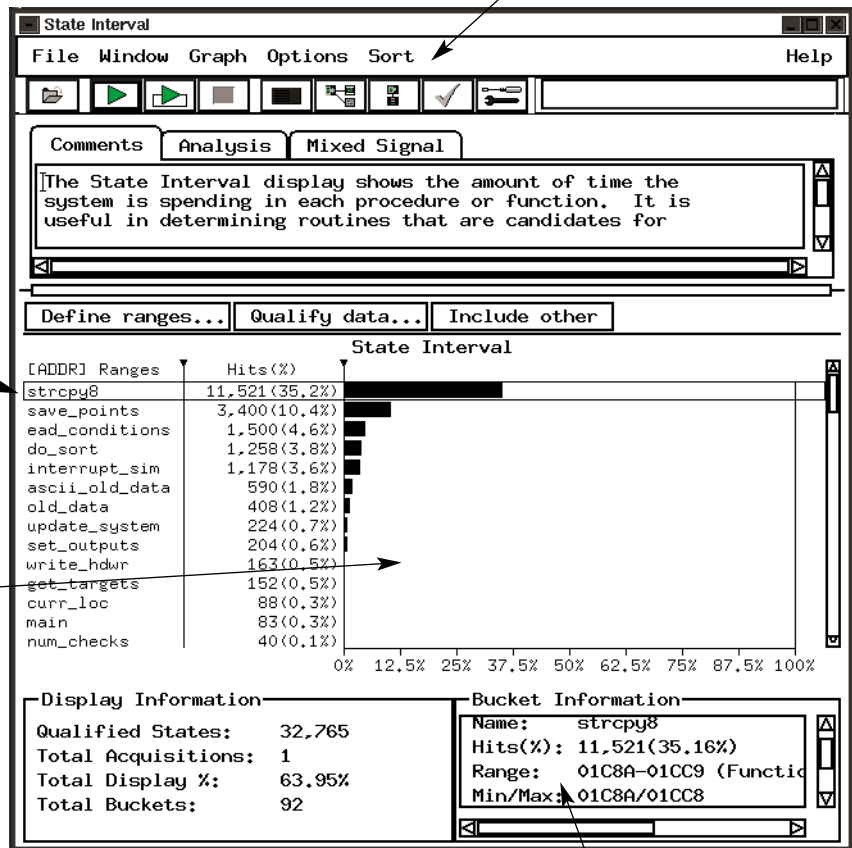 State Interval
File Window Graph Options Sort Help
Comments Analysis Mixed Signal
The State Interval display shows the amount of time the
system is spending in each procedure or function. It is
useful in determining routines that are candidates for
Define ranges... Qualify data... Include other
State Interval
[ADDR] Ranges Hits(%)
strcpy8 11,521(35.2%)
save_points 3,400(10.4%)
ead_conditions 1,500(4.6%)
do_sort 1,258(3.8%)
interrupt_sim 1,178(3.6%)
ascii_old_data 590(1.8%)
old_data 408(1.2%)
update_system 224(0.7%)
set_outputs 204(0.6%)
write_hdwr 163(0.5%)
get_targets 152(0.5%)
curr_loc 88(0.3%)
main 83(0.3%)
num_checks 40(0.1%)
0% 12.5% 25% 37.5% 50% 62.5% 75% 87.5% 100%
Display Information
Qualified States: 32,765
Total Acquisitions: 1
Total Display %: 63.95%
Total Buckets: 92
Bucket Information
Name: strcpy8
Hits(%): 11,521(35.16%)
Range: 01C8A-01CC9 (Functio
Min/Max: 01C8A/01CC8